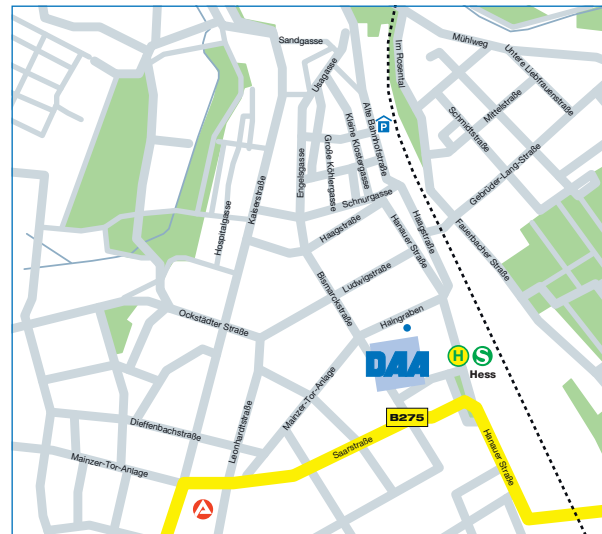 Sandgasse
Im Rosental
Mühlweg
Untere Liebfrauenstraße
Usagasse
Mittelstraße
Schmidtstraße
P
Alte Bahnhofstraße
Kleine Klostergasse
Große Köhlergasse
Engelsgasse
Gebrüder-Lang-Straße
Kaiserstraße
Hospitalgasse
Schnurgasse
Haagstraße
Hanauer Straße
Haagstraße
Fauerbacher Straße
Bismarckstraße
Ludwigstraße
Ockstädter Straße
Haingraben
DAA
H
S
Hess
Mainzer-Tor-Anlage
B275
Dieffenbachstraße
Leonhardtstraße
Saarstraße
Mainzer-Tor-Anlage
Hanauer Straße
A